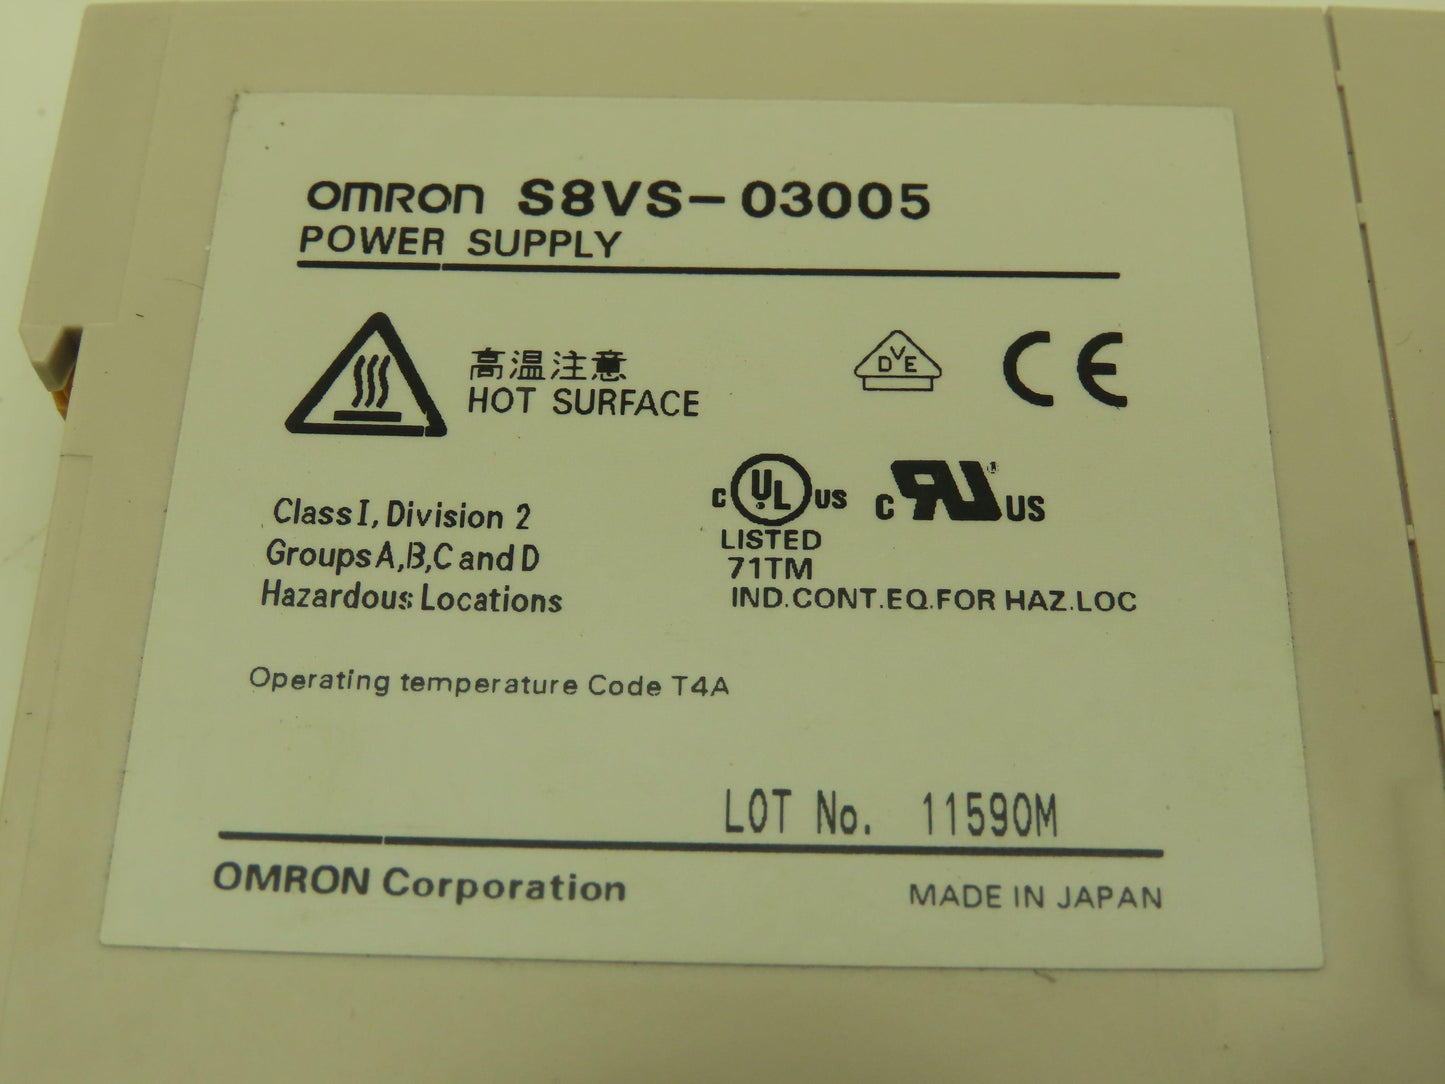 OMRON S8VS-03005
POWER SUPPLY
高温注意
HOT SURFACE
DVE
CE
Class I, Division 2
Groups A,B,C and D
Hazardous Locations
C UL US
LISTED
71TM
IND.CONT.EQ.FOR HAZ.LOC
C RU ® US
Operating temperature Code T4A
LOT No. 11590M
OMRON Corporation
MADE IN JAPAN